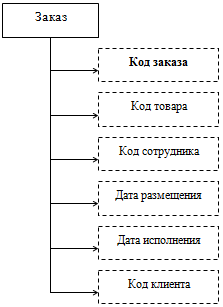 Заказ
Код заказа
Код товара
Код сотрудника
Дата размещения
Дата исполнения
Код клиента